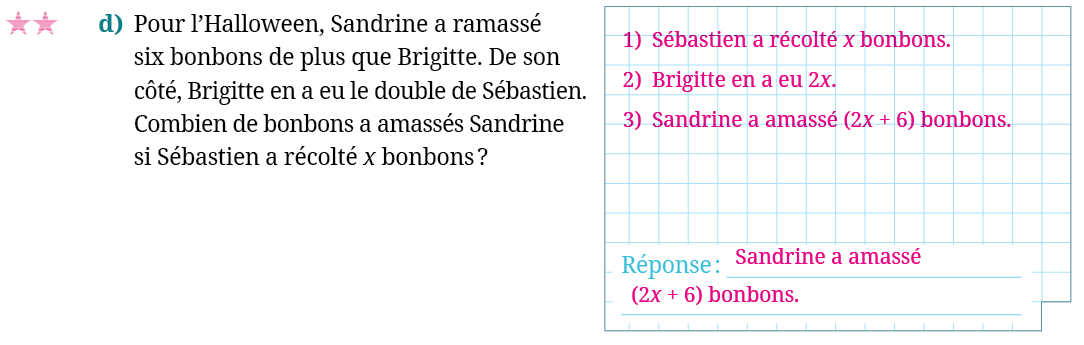 d) Pour l’Halloween, Sandrine a ramassé
six bonbons de plus que Brigitte. De son
côté, Brigitte en a eu le double de Sébastien.
Combien de bonbons a amassés Sandrine
si Sébastien a récolté x bonbons ?
1) Sébastien a récolté x bonbons.
2) Brigitte en a eu 2x.
3) Sandrine a amassé (2x + 6) bonbons.
Réponse : Sandrine a amassé
(2x + 6) bonbons.